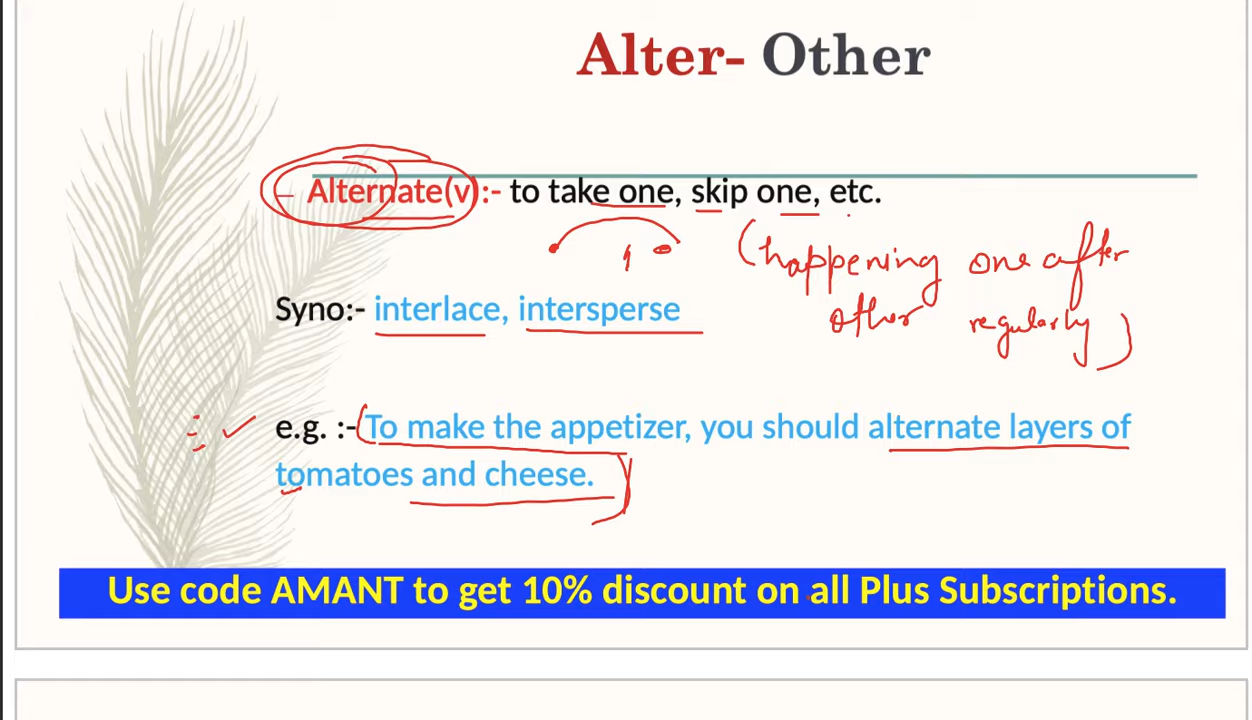 Alter- Other
Alternate(v):- to take one, skip one, etc.
(happening one after
other regularly)
Syno:- interlace, intersperse
e.g. :- To make the appetizer, you should alternate layers of
tomatoes and cheese.
Use code AMANT to get 10% discount on all Plus Subscriptions.